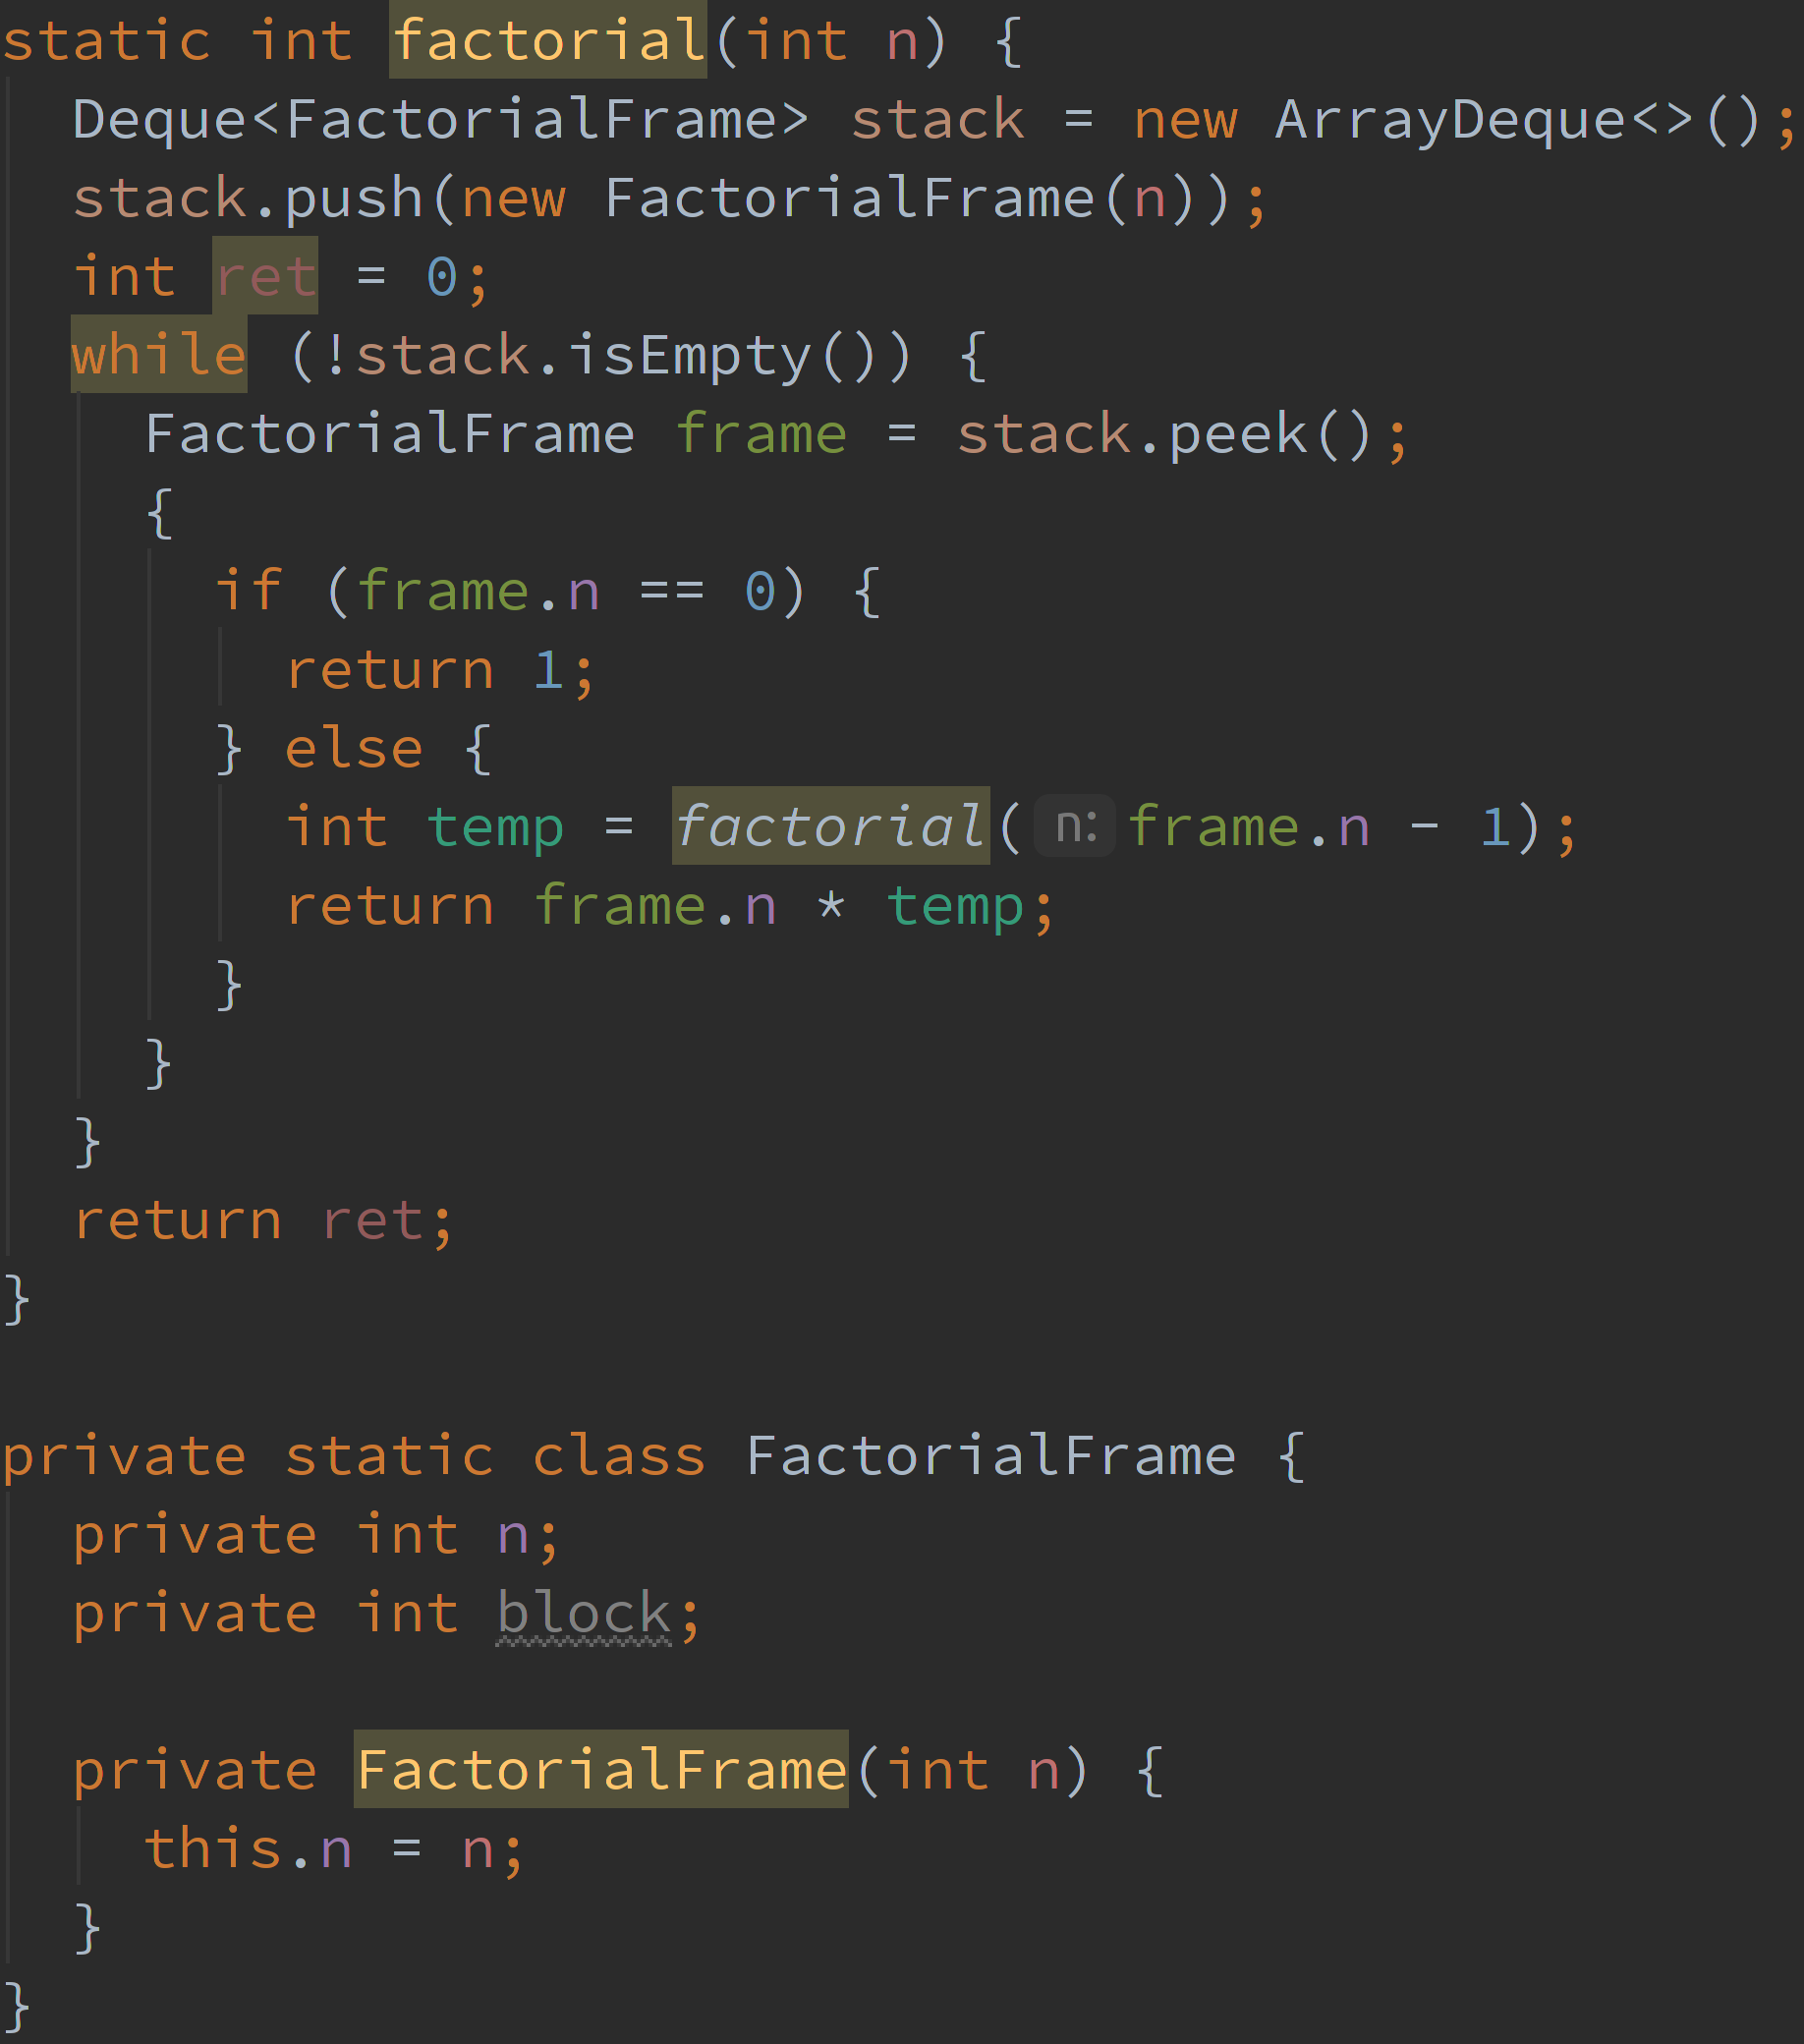 static int factorial(int n) {
  Deque<FactorialFrame> stack = new ArrayDeque<>();
  stack.push(new FactorialFrame(n));
  int ret = 0;
  while (!stack.isEmpty()) {
    FactorialFrame frame = stack.peek();
    {
      if (frame.n == 0) {
        return 1;
      } else {
        int temp = factorial( n: frame.n - 1);
        return frame.n * temp;
      }
    }
  }
  return ret;
}

private static class FactorialFrame {
  private int n;
  private int block;

  private FactorialFrame(int n) {
    this.n = n;
  }
}